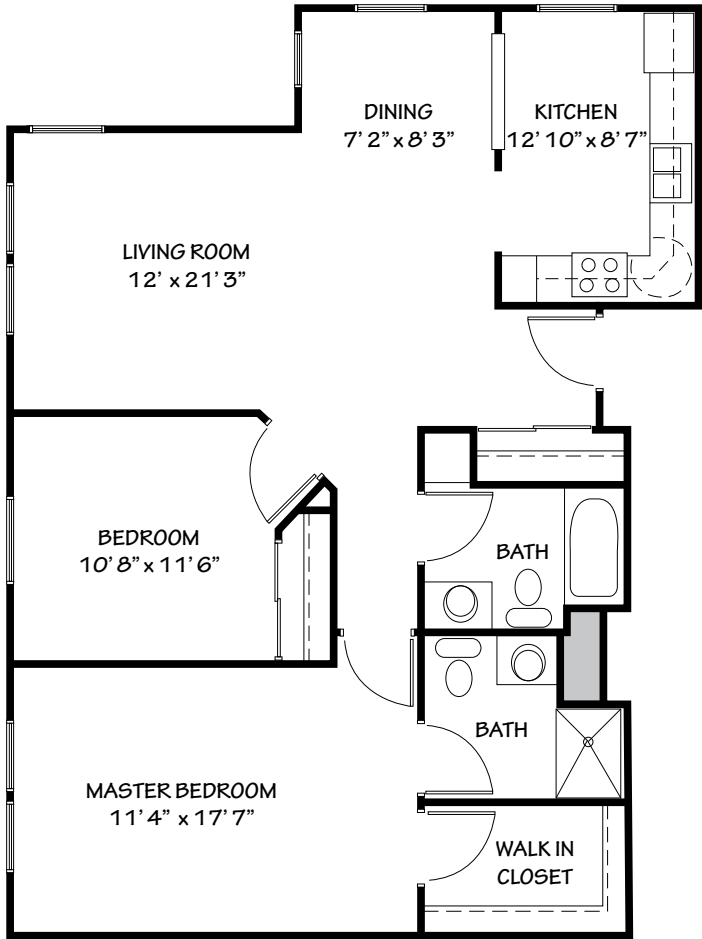 DINING
7’ 2” x 8’ 3”
KITCHEN
12’ 10” x 8’ 7”
LIVING ROOM
12’ x 21’ 3”
BEDROOM
10’ 8” x 11’ 6”
BATH
BATH
MASTER BEDROOM
11’ 4” x 17’ 7”
WALK IN
CLOSET